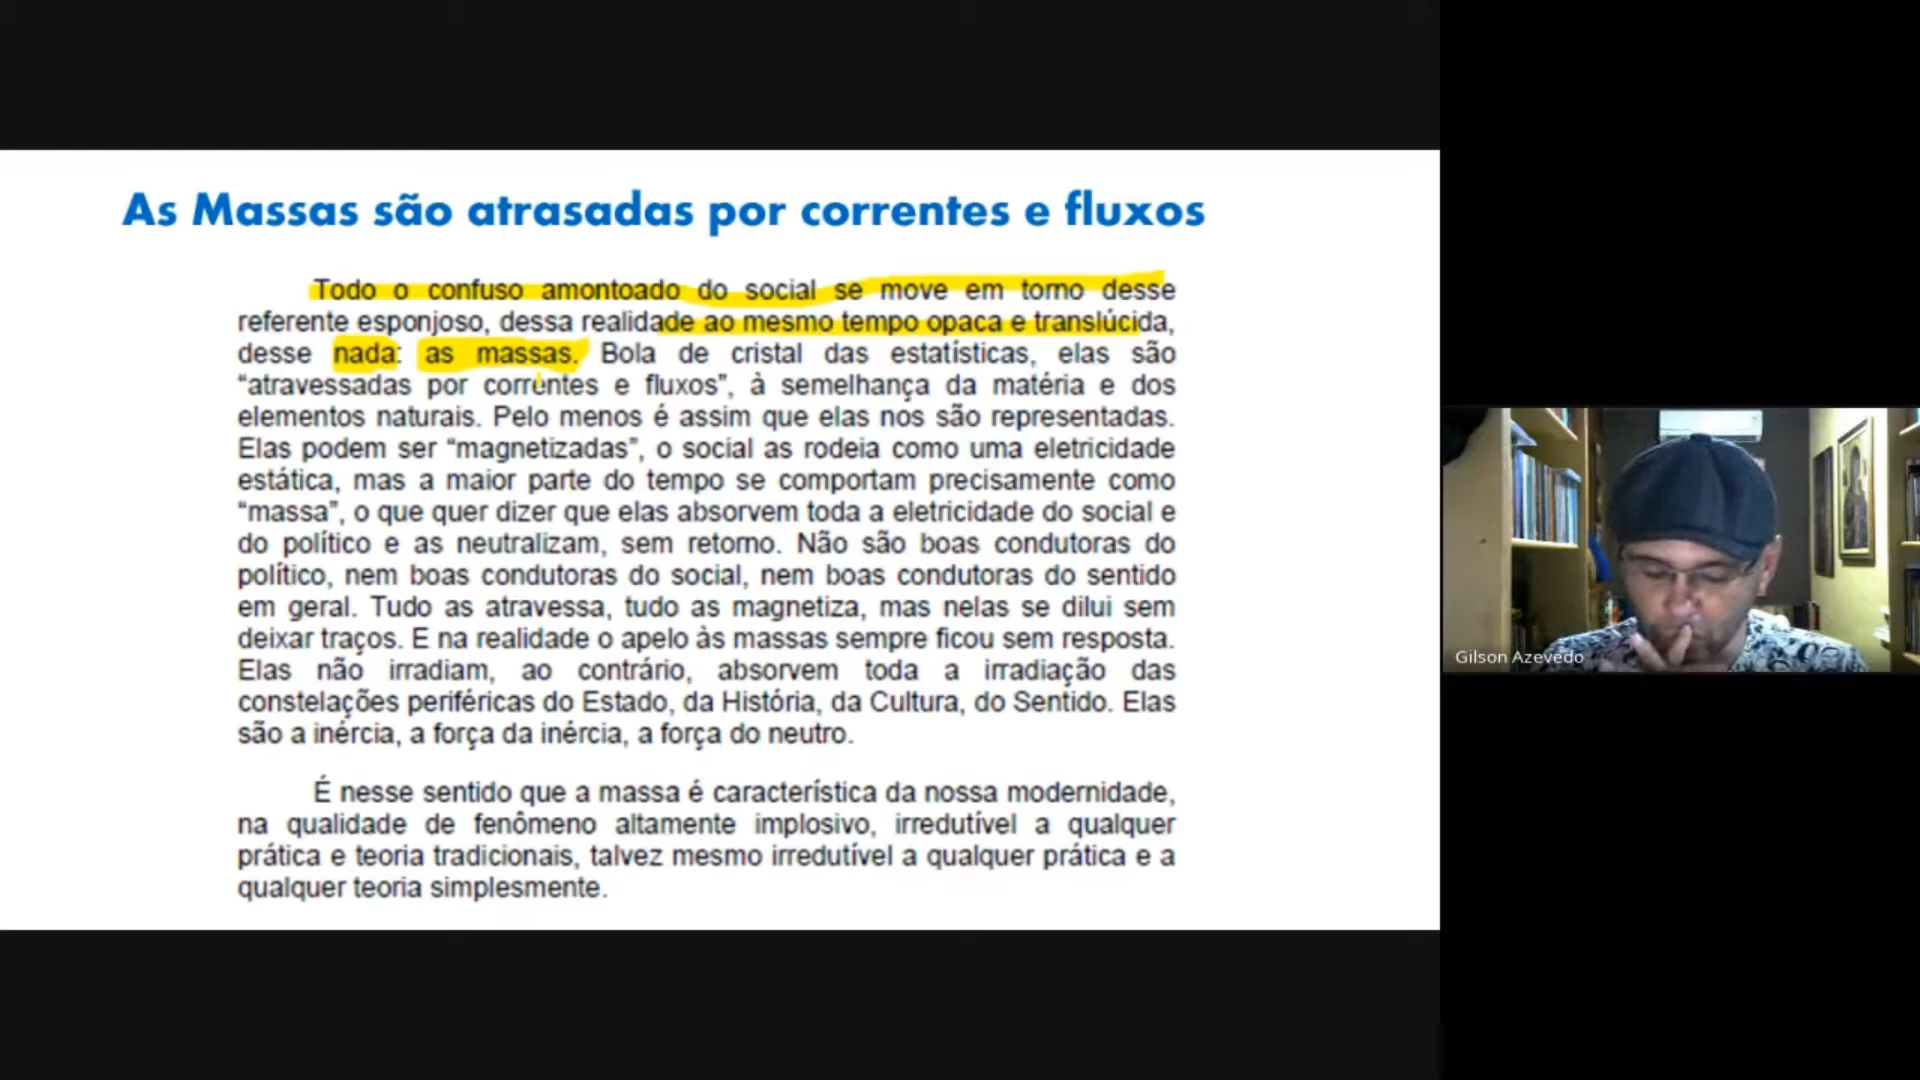 As Massas são atrasadas por correntes e fluxos
Todo o confuso amontoado do social se move em torno desse
referente esponjoso, dessa realidade ao mesmo tempo opaca e translúcida,
desse nada: as massas. Bola de cristal das estatísticas, elas são
“atravessadas por correntes e fluxos”, à semelhança da matéria e dos
elementos naturais. Pelo menos é assim que elas nos são representadas.
Elas podem ser “magnetizadas”, o social as rodeia como uma eletricidade
estática, mas a maior parte do tempo se comportam precisamente como
“massa”, o que quer dizer que elas absorvem toda a eletricidade do social e
do político e as neutralizam, sem retorno. Não são boas condutoras do
político, nem boas condutoras do social, nem boas condutoras do sentido
em geral. Tudo as atravessa, tudo as magnetiza, mas nelas se dilui sem
deixar traços. E na realidade o apelo às massas sempre ficou sem resposta.
Elas não irradiam, ao contrário, absorvem toda a irradiação das
constelações periféricas do Estado, da História, da Cultura, do Sentido. Elas
são a inércia, a força da inércia, a força do neutro.
É nesse sentido que a massa é característica da nossa modernidade,
na qualidade de fenômeno altamente implosivo, irredutível a qualquer
prática e teoria tradicionais, talvez mesmo irredutível a qualquer prática e a
qualquer teoria simplesmente.
Gilson Azevedo